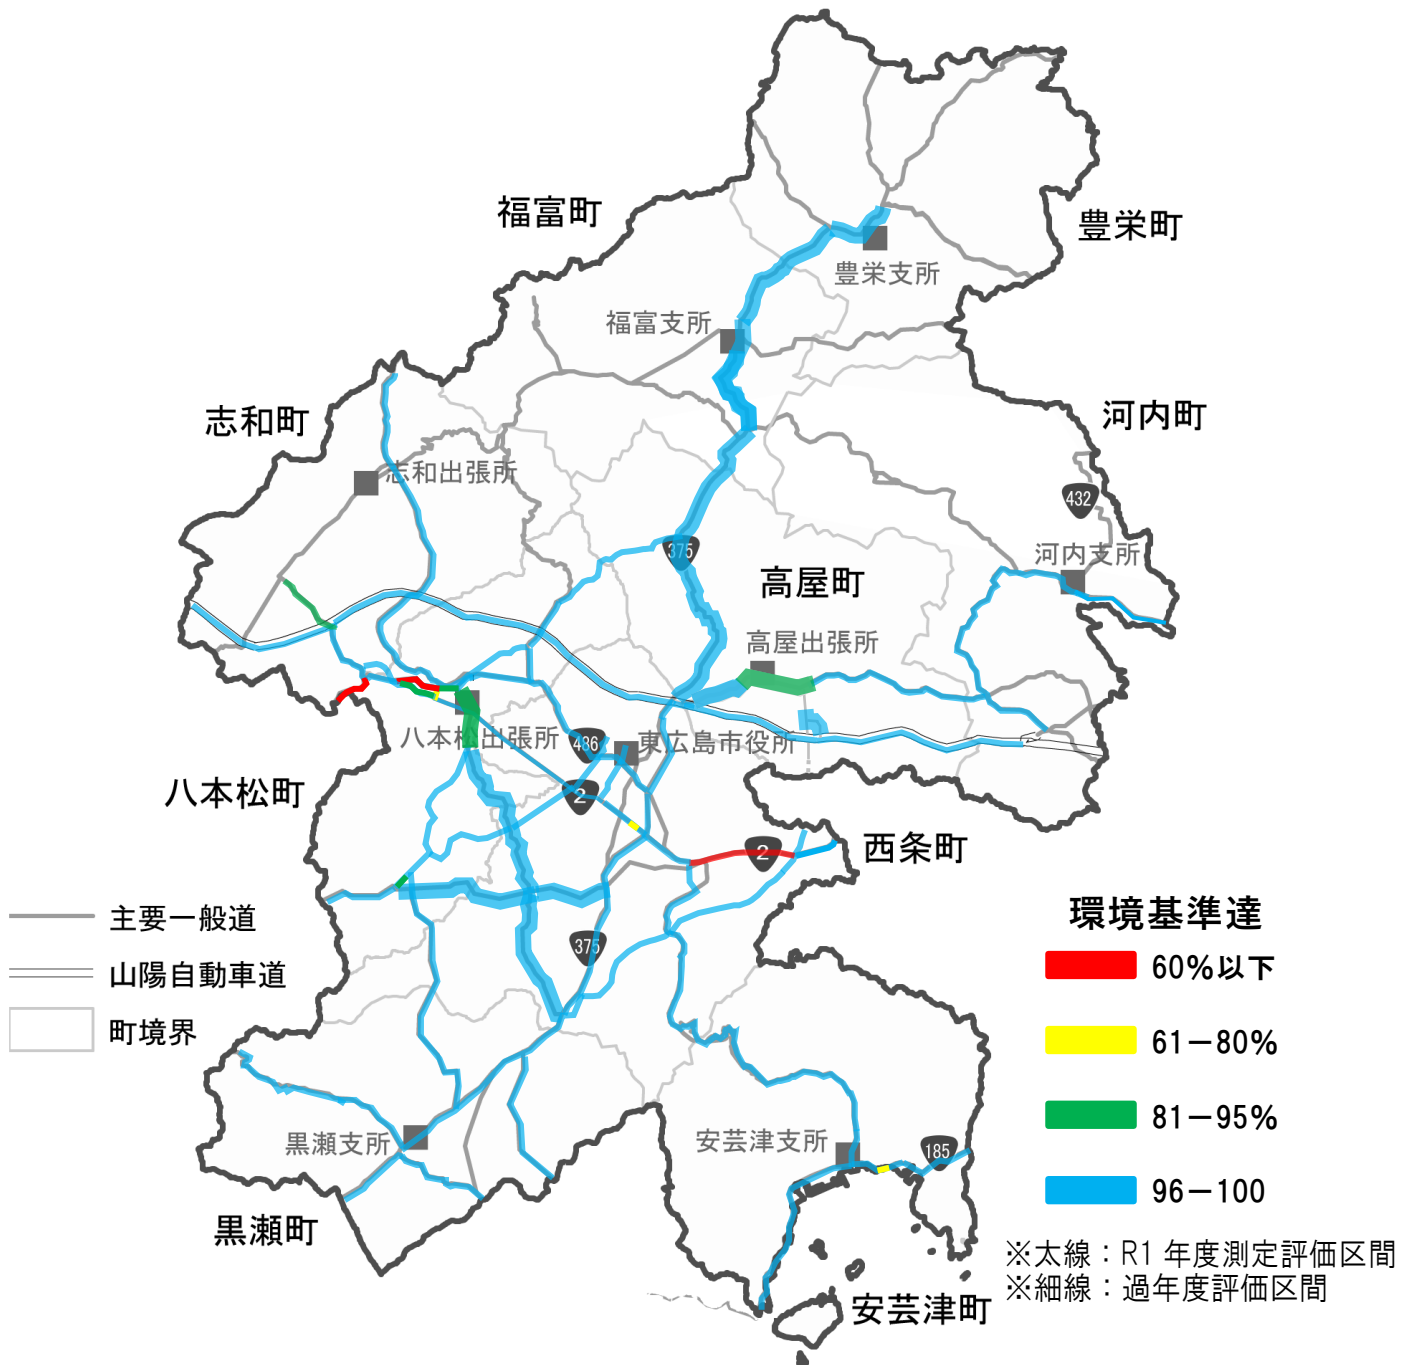 福富町
豊栄町
豊栄支所
福富支所
志和町
河内町
志和出張所
432
河内支所
375
高屋町
高屋出張所
八本松出張所
486
東広島市役所
八本松町
2
西条町
2
375
主要一般道
山陽自動車道
町境界
環境基準達
60%以下
61－80%
81－95%
96－100
黒瀬支所
安芸津支所
185
黒瀬町
安芸津町
※太線：R1 年度測定評価区間
※細線：過年度評価区間